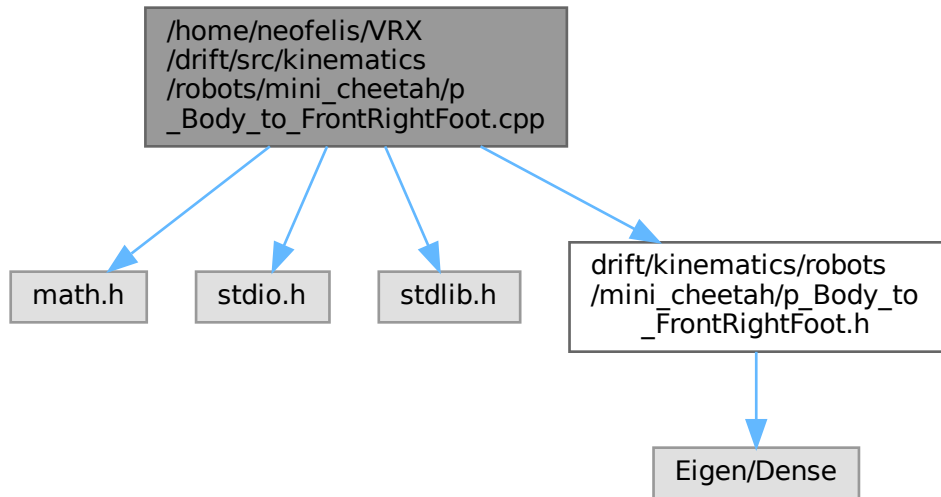 /home/neofelis/VRX
/drift/src/kinematics
/robots/mini_cheetah/p
_Body_to_FrontRightFoot.cpp
math.h
stdio.h
stdlib.h
drift/kinematics/robots
/mini_cheetah/p_Body_to
_FrontRightFoot.h
Eigen/Dense